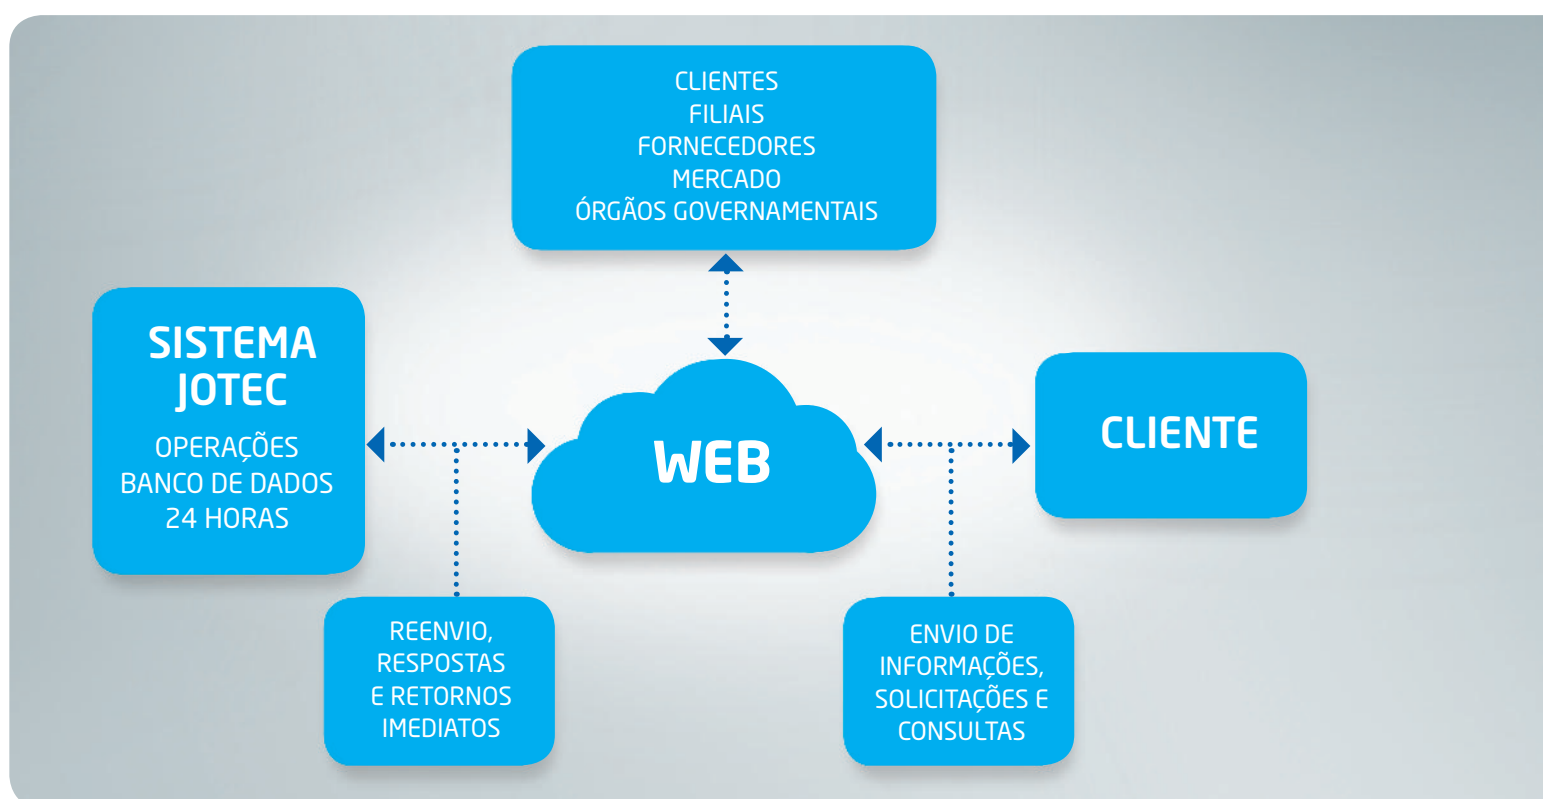 CLIENTES
FILIAIS
FORNECEDORES
MERCADO
ÓRGÃOS GOVERNAMENTAIS
SISTEMA
JOTEC
OPERAÇÕES
BANCO DE DADOS
24 HORAS
WEB
CLIENTE
REENVIO,
RESPOSTAS
E RETORNOS
IMEDIATOS
ENVIO DE
INFORMAÇÕES,
SOLICITAÇÕES E
CONSULTAS